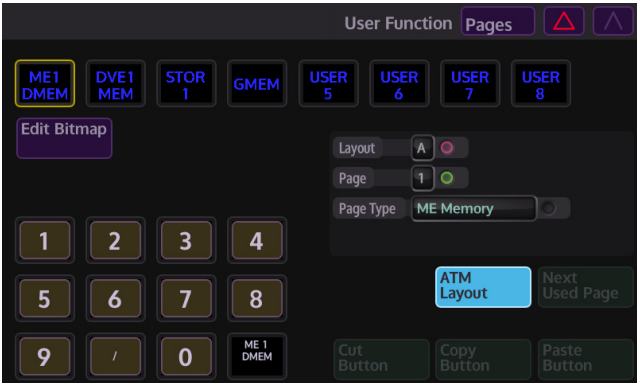 User Function Pages
ME1 DVE1 STOR GMEM USER USER USER USER
DMEM MEM 1 5 6 7 8
Edit Bitmap
Layout A
Page 1
Page Type ME Memory
1 2 3 4
ATM Layout
Next Used Page
5 6 7 8
9 / 0 ME 1 DMEM
Cut Button
Copy Button
Paste Button